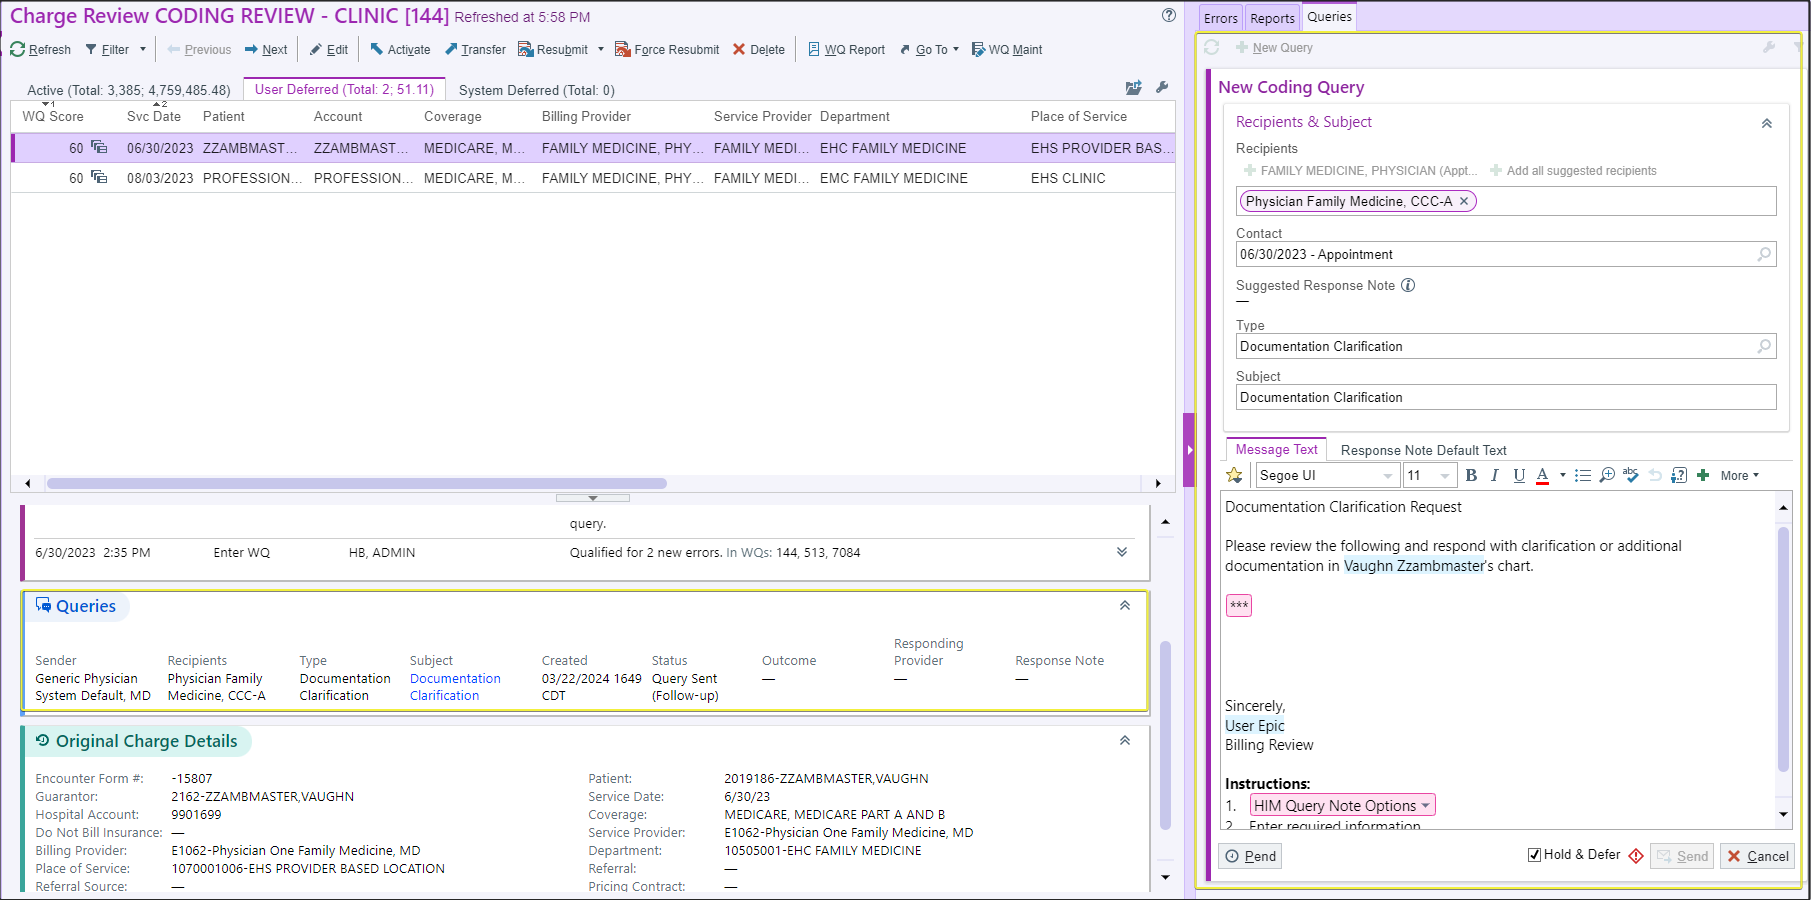 Charge Review CODING REVIEW - CLINIC [144] Refreshed at 5:58 PM
Refresh Filter Previous Next Edit Activate Transfer Resubmit Force Resubmit Delete WQ Report Go To WQ Maint
Active (Total: 3,385; 4,759,485.48) User Deferred (Total: 2; 51.11) System Deferred (Total: 0)
1 2
WQ Score Svc Date Patient Account Coverage Billing Provider Service Provider Department Place of Service
60 06/30/2023 ZZAMBMAST... ZZAMBMAST... MEDICARE, M... FAMILY MEDICINE, PHY... FAMILY MEDI... EHC FAMILY MEDICINE EHS PROVIDER BAS...
60 08/03/2023 PROFESSION... PROFESSION... MEDICARE, M... FAMILY MEDICINE, PHY... FAMILY MEDI... EMC FAMILY MEDICINE EHS CLINIC
query.
6/30/2023 2:35 PM Enter WQ HB, ADMIN Qualified for 2 new errors. In WQs: 144, 513, 7084
Queries
Responding
Sender Recipients Type Subject Created Status Outcome Provider Response Note
Generic Physician Physician Family Documentation Documentation 03/22/2024 1649 Query Sent — — —
System Default, MD Medicine, CCC-A Clarification Clarification CDT (Follow-up)
Original Charge Details
Encounter Form #: -15807 Patient: 2019186-ZZAMBMASTER,VAUGHN
Guarantor: 2162-ZZAMBMASTER,VAUGHN Service Date: 6/30/23
Hospital Account: 9901699 Coverage: MEDICARE, MEDICARE PART A AND B
Do Not Bill Insurance: — Service Provider: E1062-Physician One Family Medicine, MD
Billing Provider: E1062-Physician One Family Medicine, MD Department: 10505001-EHC FAMILY MEDICINE
Place of Service: 1070001006-EHS PROVIDER BASED LOCATION Referral: —
Referral Source: — Pricing Contract: —
Errors Reports Queries
New Query
New Coding Query
Recipients & Subject
Recipients
FAMILY MEDICINE, PHYSICIAN (Appt... Add all suggested recipients
Physician Family Medicine, CCC-A
Contact
06/30/2023 - Appointment
Suggested Response Note
—
Type
Documentation Clarification
Subject
Documentation Clarification
Message Text Response Note Default Text
Segoe UI 11 B I U A abc More
Documentation Clarification Request
Please review the following and respond with clarification or additional
documentation in Vaughn Zzambmaster's chart.
***
Sincerely,
User Epic
Billing Review
Instructions:
1. HIM Query Note Options
2. Enter required information
Pend Hold & Defer Send Cancel